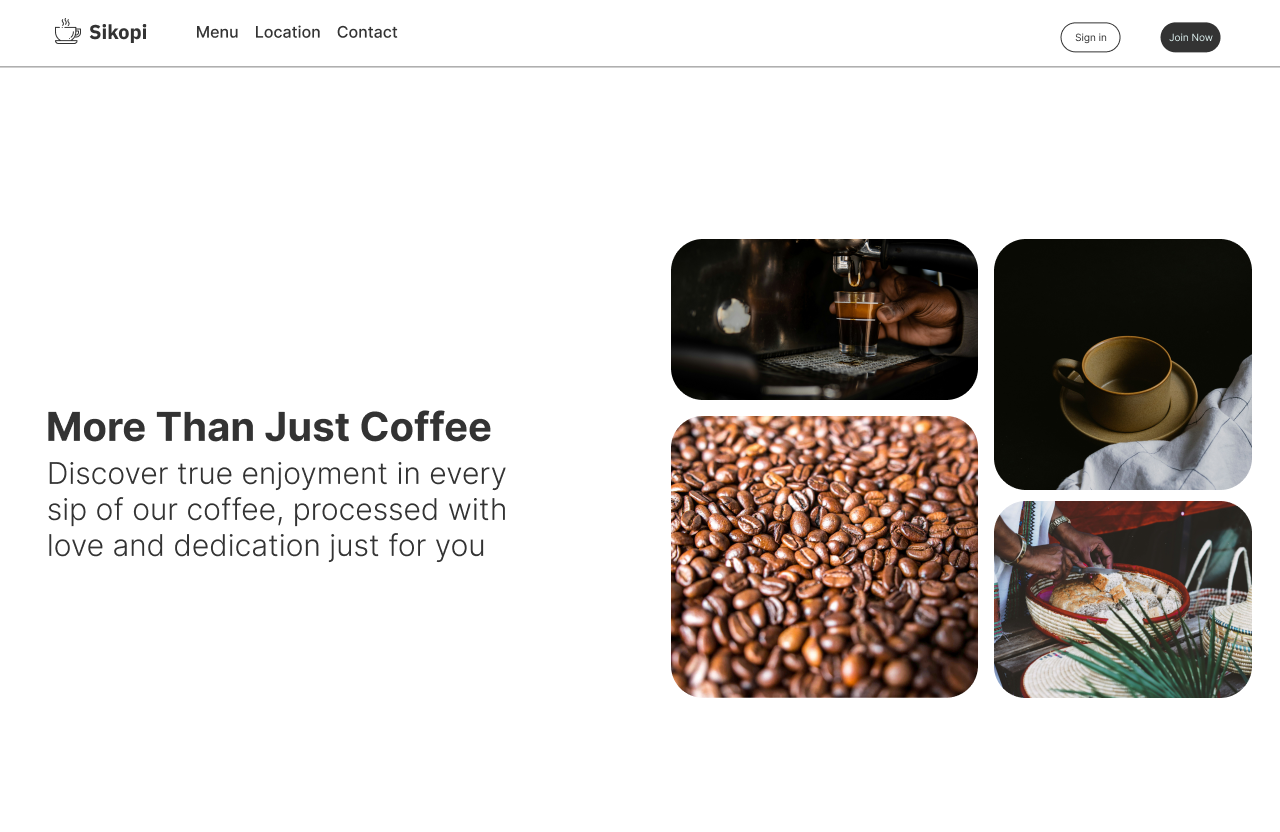 Sikopi
Menu Location Contact
Sign in
Join Now
More Than Just Coffee
Discover true enjoyment in every
sip of our coffee, processed with
love and dedication just for you